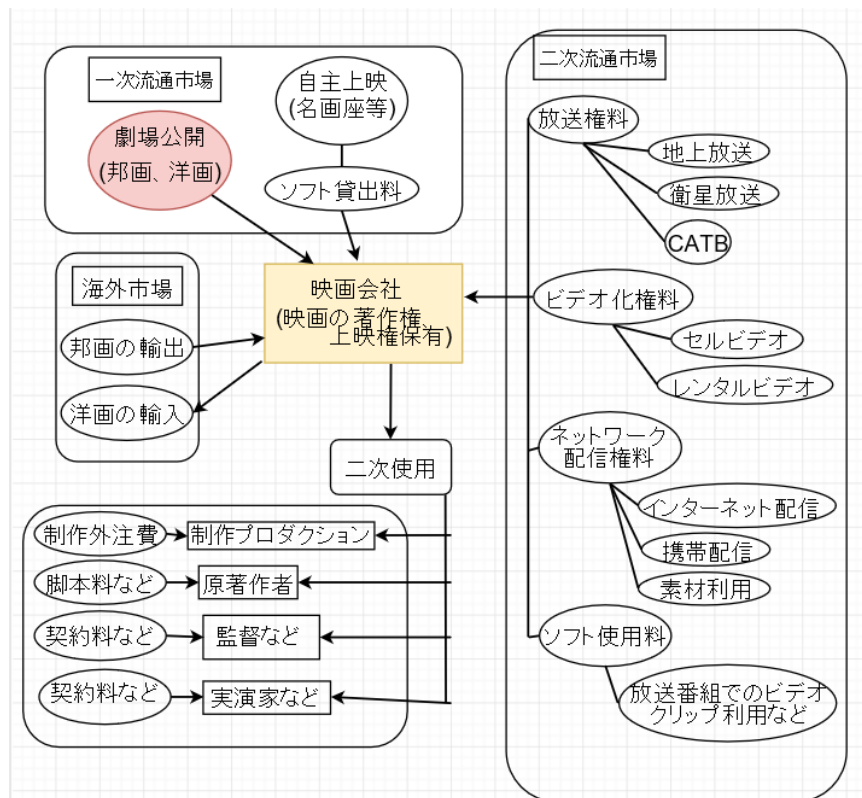 一次流通市場
自主上映
(名画座等)
劇場公開
(邦画、洋画)
ソフト貸出料
海外市場
邦画の輸出
洋画の輸入
映画会社
(映画の著作権
上映権保有)
二次使用
制作外注費
制作プロダクション
脚本料など
原著作者
契約料など
監督など
契約料など
実演家など
二次流通市場
放送権料
地上放送
衛星放送
CATB
ビデオ化権料
セルビデオ
レンタルビデオ
ネットワーク
配信権料
インターネット配信
携帯配信
素材利用
ソフト使用料
放送番組でのビデオ
クリップ利用など